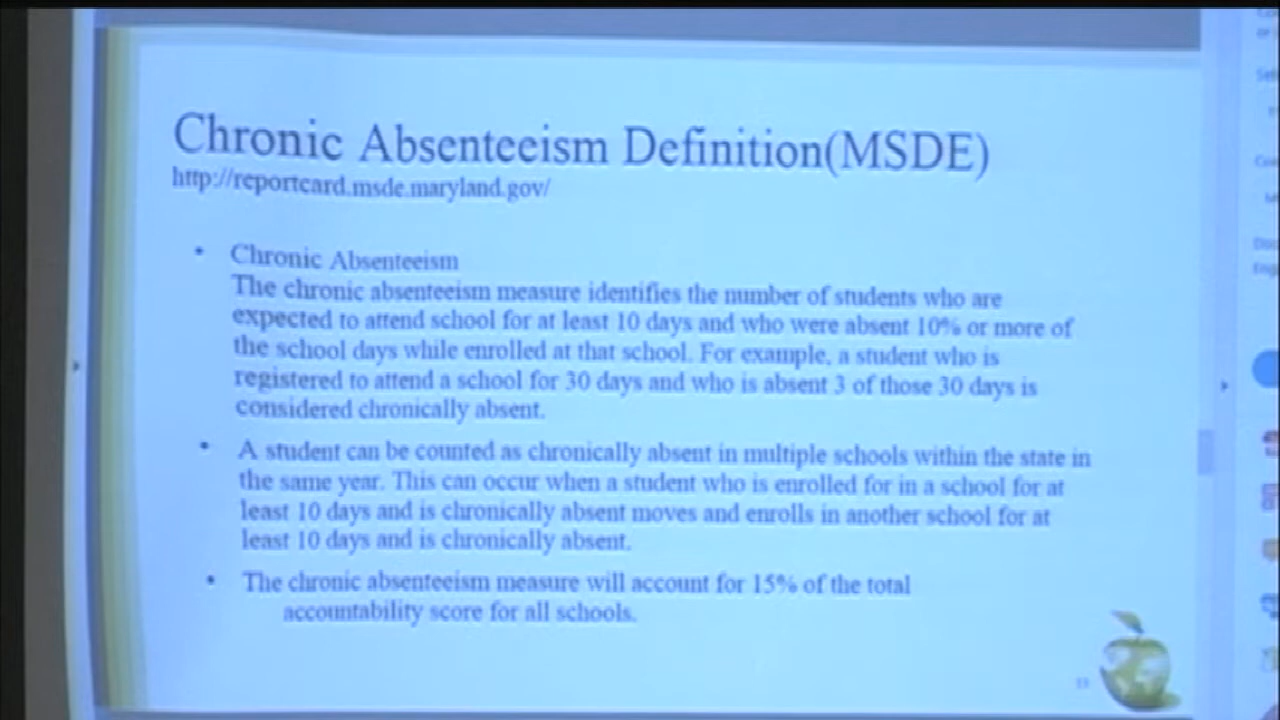 Chronic Absenteeism Definition(MSDE)
http://reportcard.msde.maryland.gov/
• Chronic Absenteeism
The chronic absenteeism measure identifies the number of students who are
expected to attend school for at least 10 days and who were absent 10% or more of
the school days while enrolled at that school. For example, a student who is
registered to attend a school for 30 days and who is absent 3 of those 30 days is
considered chronically absent.
• A student can be counted as chronically absent in multiple schools within the state in
the same year. This can occur when a student who is enrolled for in a school for at
least 10 days and is chronically absent moves and enrolls in another school for at
least 10 days and is chronically absent.
• The chronic absenteeism measure will account for 15% of the total
accountability score for all schools.